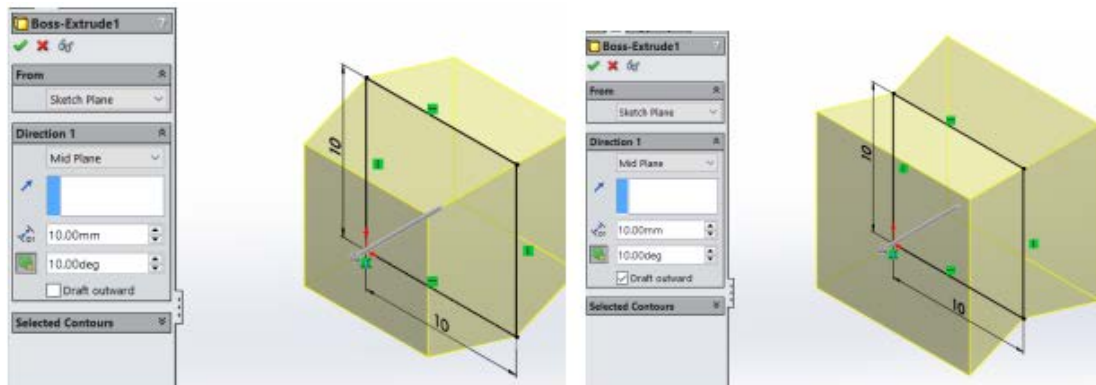 Boss-Extrude1 ?
From
Sketch Plane
Direction 1
Mid Plane
10.00mm
10.00deg
Draft outward
Selected Contours
10
10
Boss-Extrude1 ?
From
Sketch Plane
Direction 1
Mid Plane
10.00mm
10.00deg
Draft outward
Selected Contours
10
10